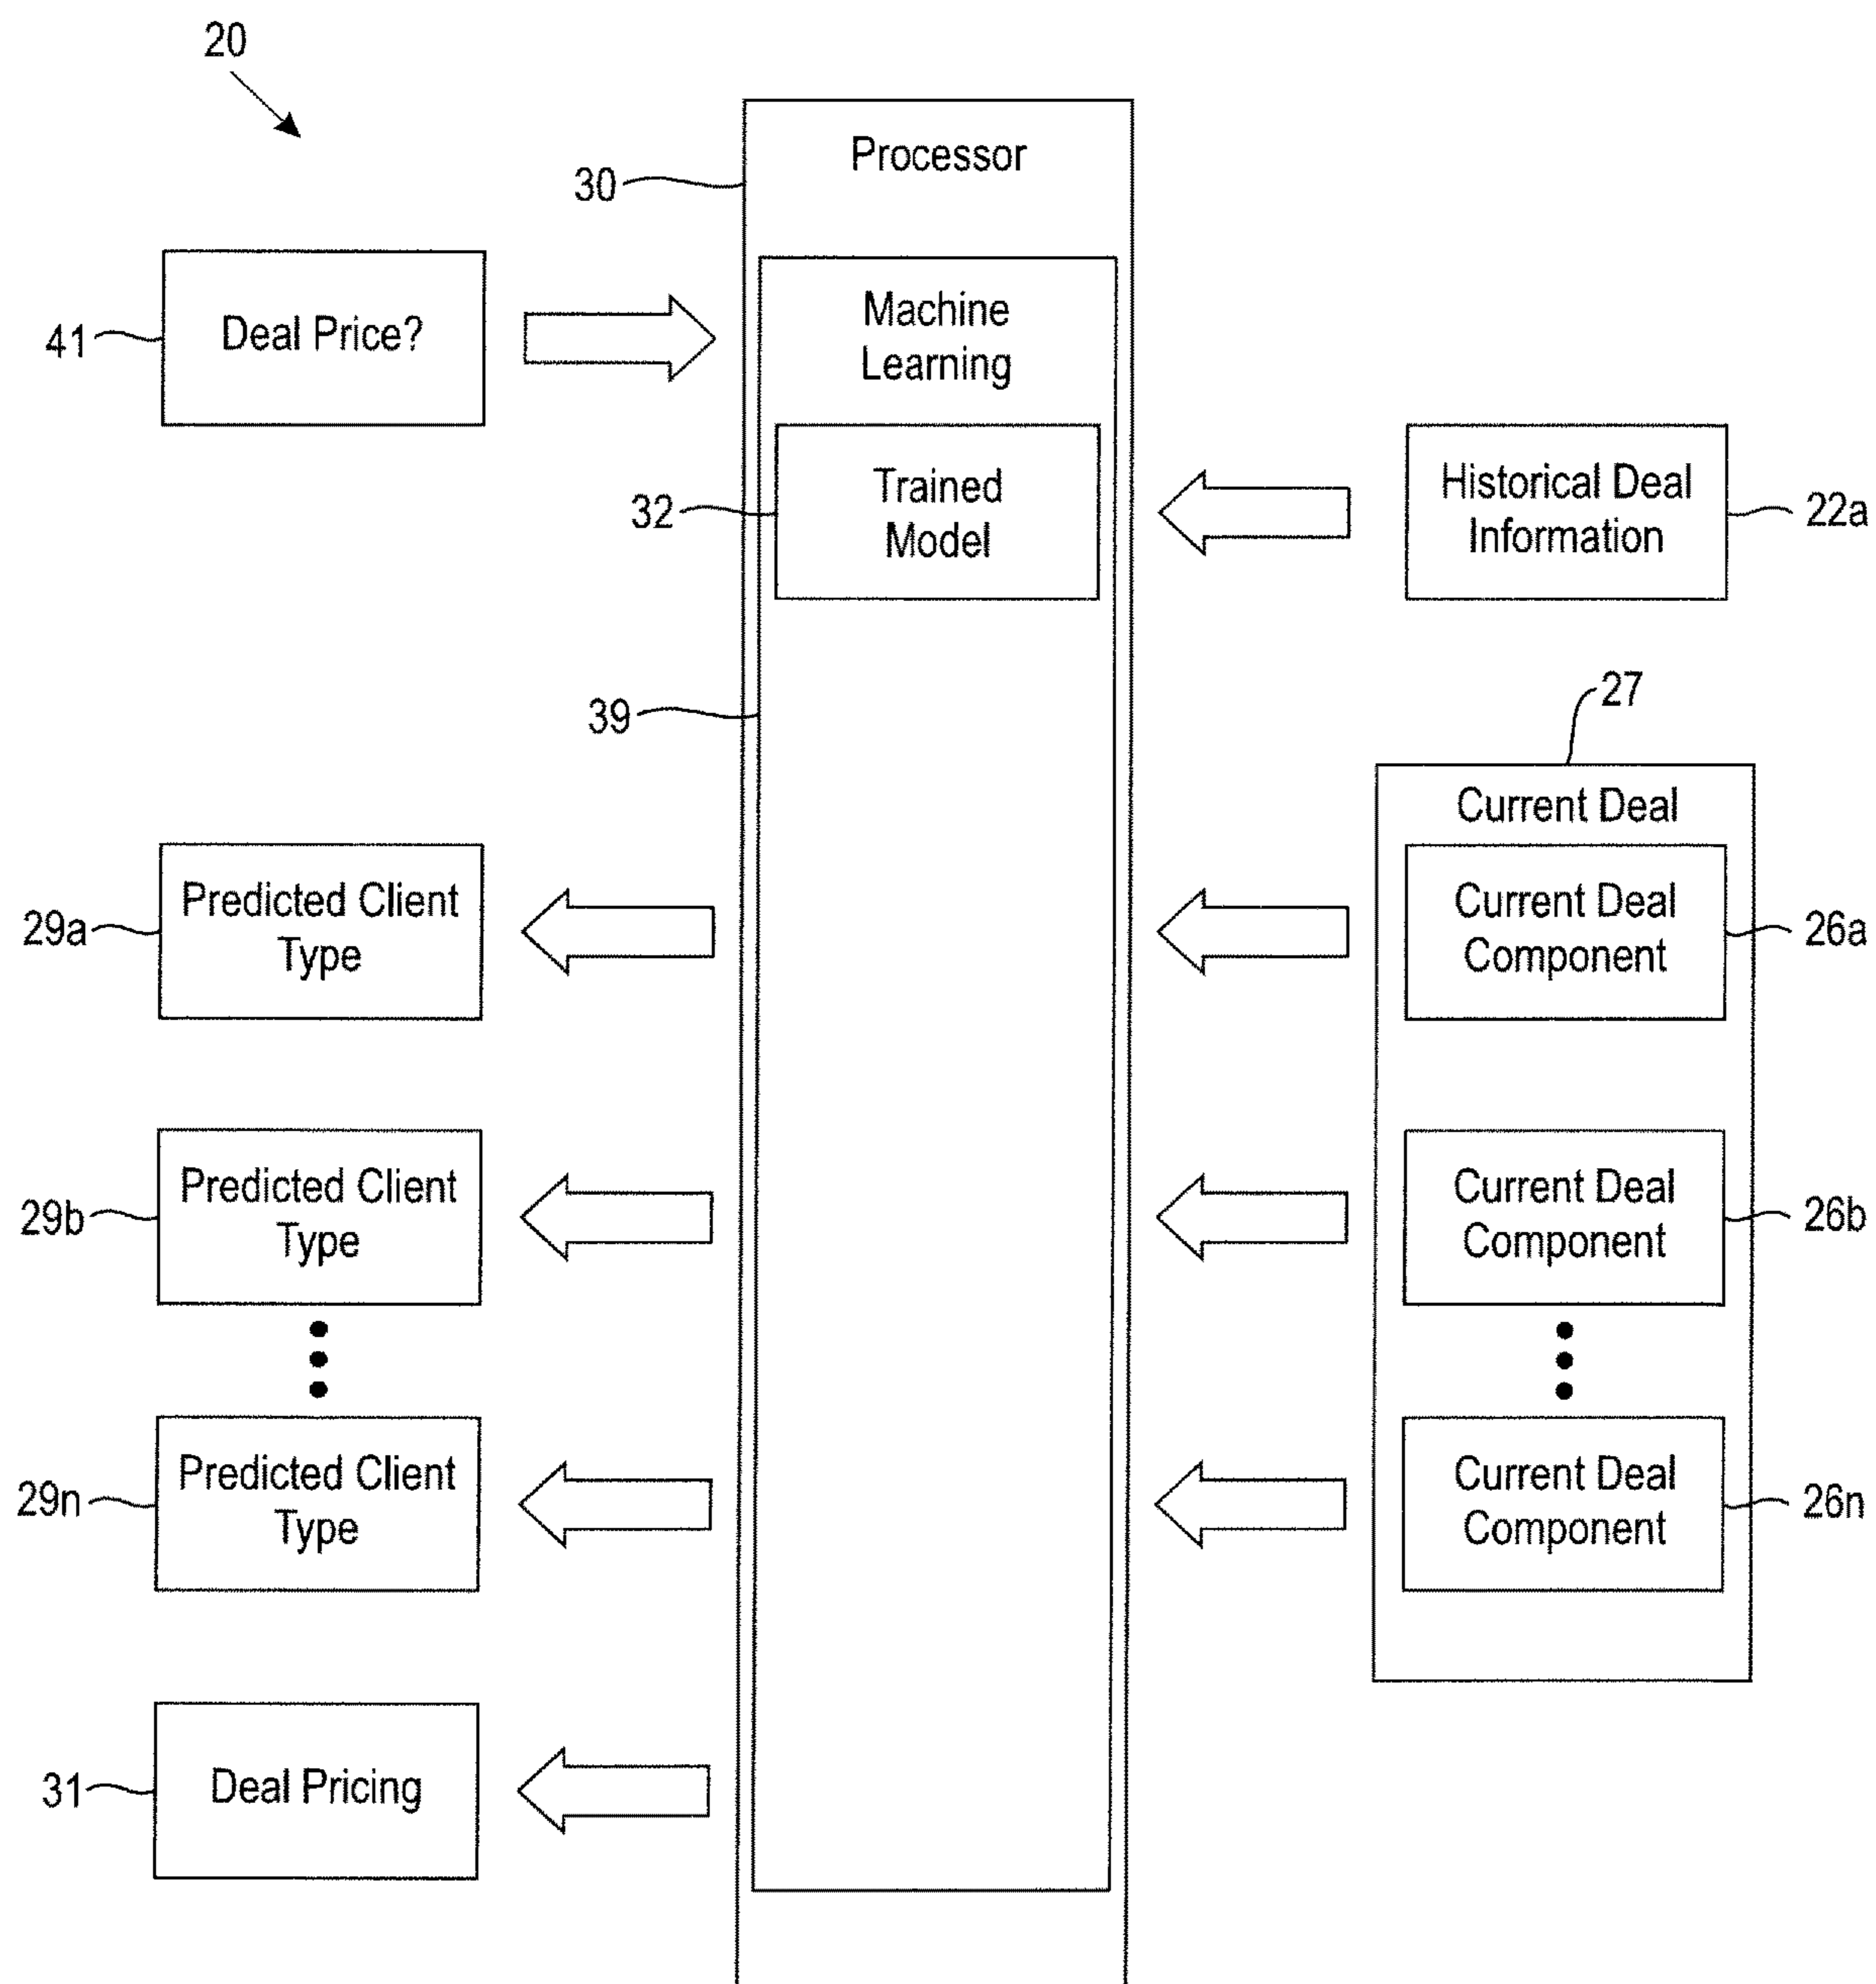 20
Processor
30
Deal Price?
41
Machine
Learning
Trained
Model
32
Historical Deal
Information
22a
39
27
Current Deal
Predicted Client
Type
29a
Current Deal
Component
26a
Predicted Client
Type
29b
Current Deal
Component
26b
Predicted Client
Type
29n
Current Deal
Component
26n
Deal Pricing
31